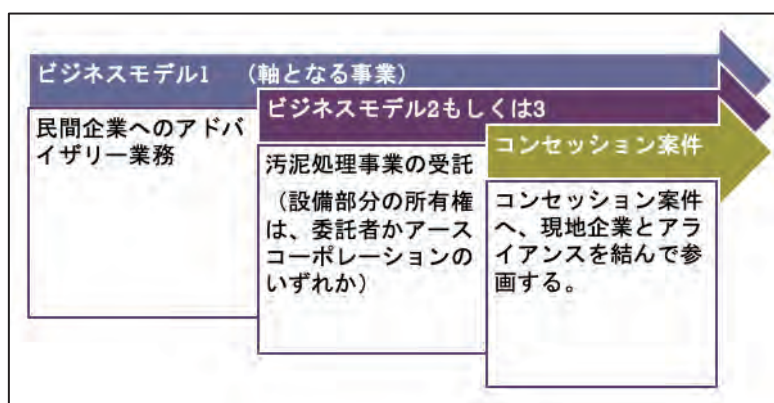 ビジネスモデル1　（軸となる事業）
民間企業へのアドバ
イザリー業務
ビジネスモデル2もしくは3
汚泥処理事業の受託
（設備部分の所有権
は、委託者かアース
コーポレーションの
いずれか）
コンセッション案件
コンセッション案件
へ、現地企業とアラ
イアンスを結んで参
画する。